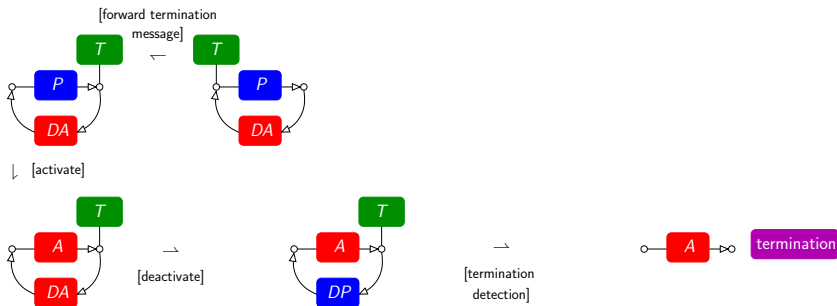 [forward termination
message]
T
T
P
P
DA
DA
[activate]
T
T
A
A
A
termination
[deactivate]
[termination
detection]
DA
DP